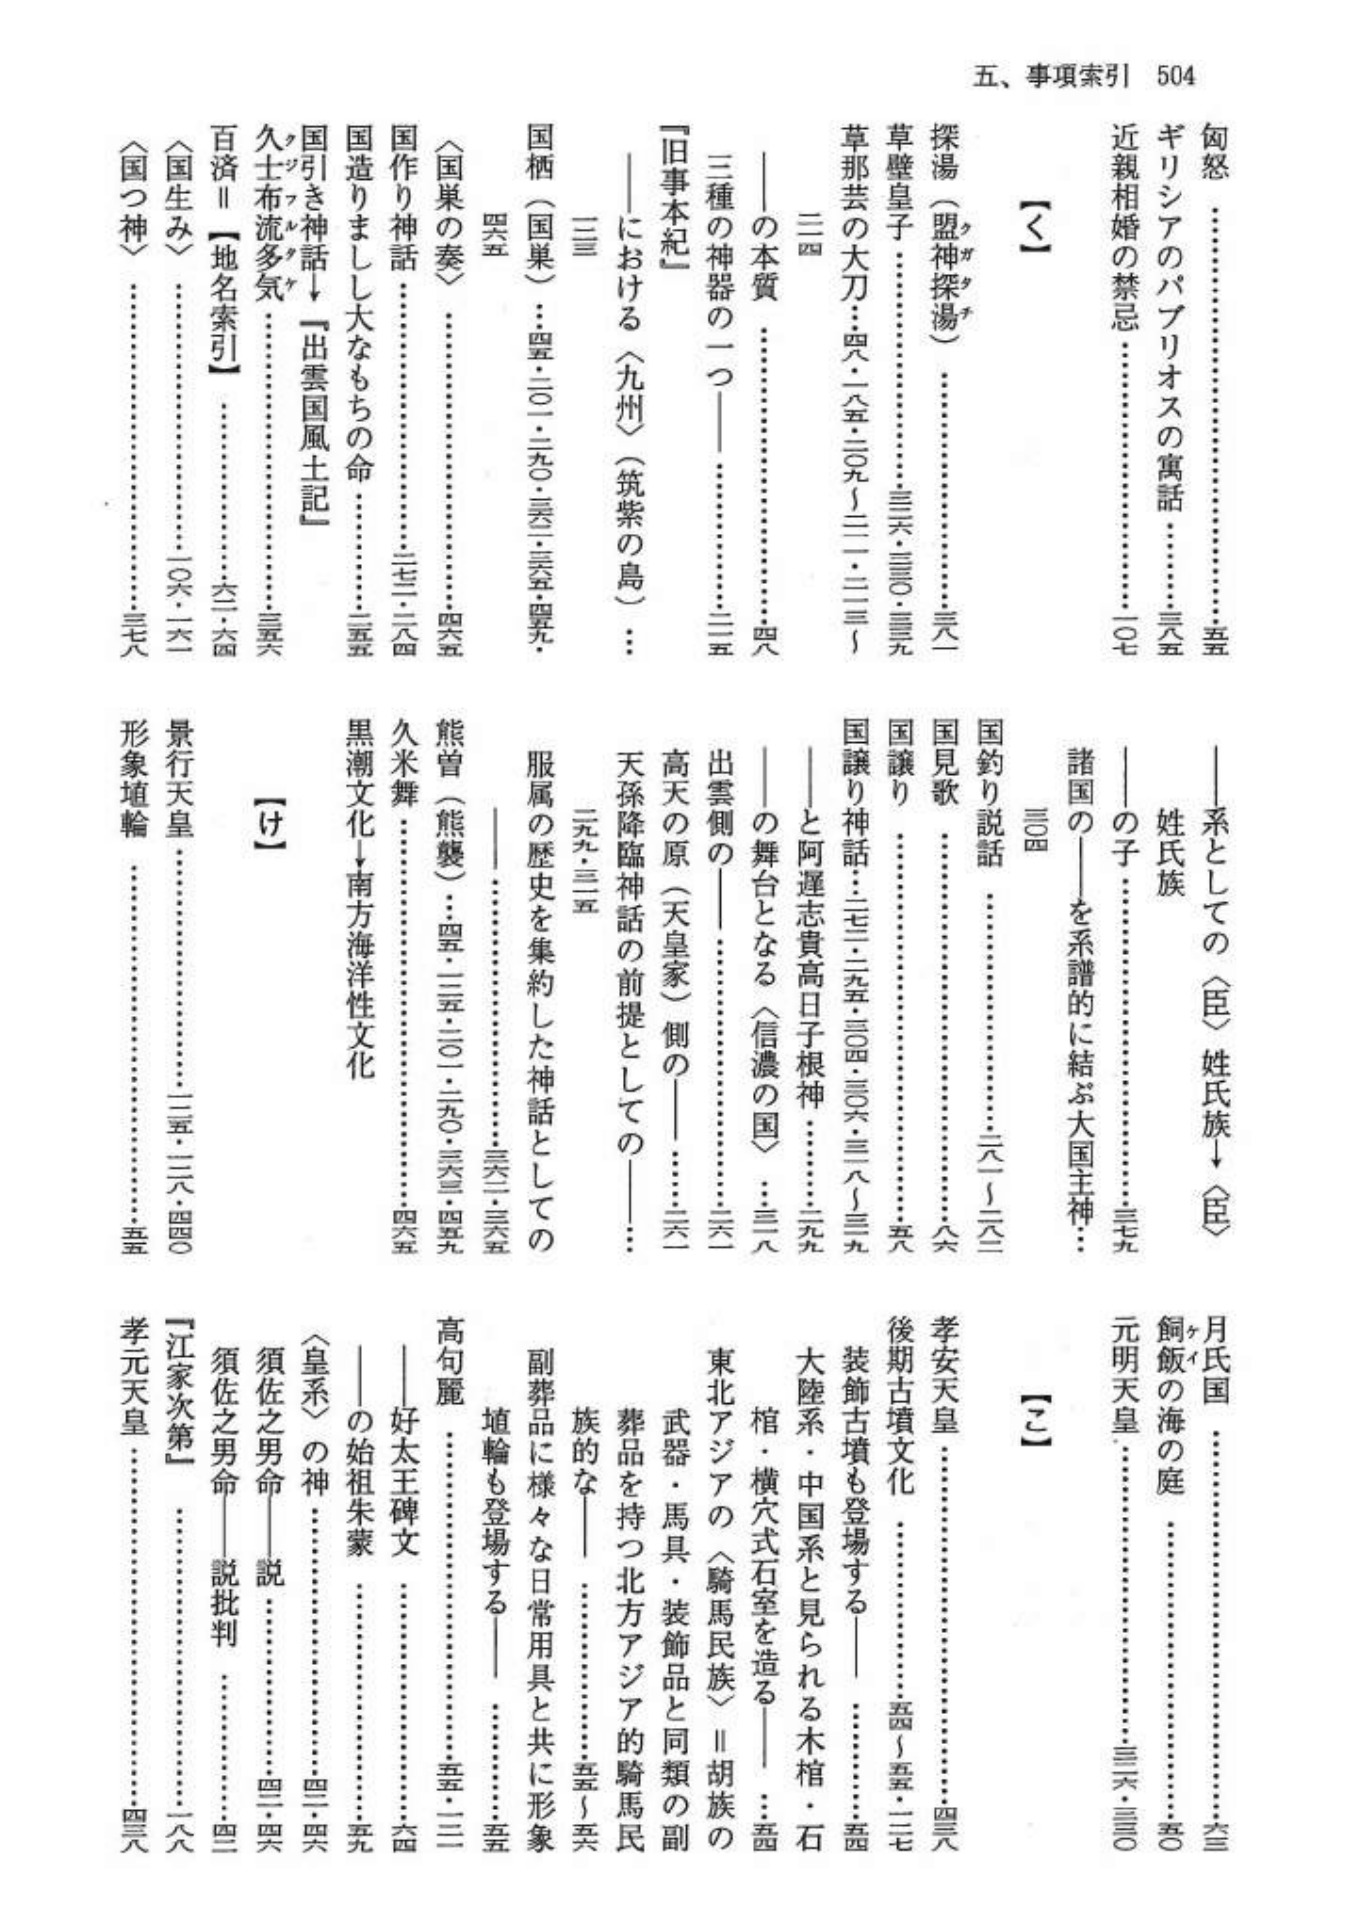 五、事項索引 504
匈怒……五五
ギリシアのパブリオスの寓話……三八五
近親相婚の禁忌……一〇七
【く】
探湯（盟神探湯クガタチ）……三八一
草壁皇子……三二六・三三〇・三三九
草那芸の大刀…四八・一八五・二〇九～二一一・二一三～
二一四
――の本質……四八
三種の神器の一つ――……二一五
『旧事本紀』
――における〈九州〉（筑紫の島）…
一二三
国栖（国巣）…四五・二〇一・二九〇・三六二・三六五・四五九・
四六五
〈国巣の奏〉……四六五
国作り神話……二七二・二八四
国造りましし大なもちの命……二五五
国引き神話→『出雲国風土記』
久士布流多気クジフルタケ……三五六
百済＝【地名索引】……六二・六四
〈国生み〉……一〇六・一六一
〈国つ神〉……三七八
――系としての〈臣〉姓氏族→〈臣〉
姓氏族
――の子……三七九
諸国の――を系譜的に結ぶ大国主神…
三〇四
国釣り説話……二八一～二八二
国見歌……八六
国譲り……五八
国譲り神話…二七二・二九五・三〇四・三〇六・三一八～三一九
――と阿遅志貴高日子根神……二九九
――の舞台となる〈信濃の国〉…三一八
出雲側の――……二六一
高天の原（天皇家）側の――……二六一
天孫降臨神話の前提としての――…
二九九・三一五
服属の歴史を集約した神話としての
――……三六二・三六五
熊曽（熊襲）…四五・一二五・二〇一・二九〇・三六三・四五九
久米舞……四六五
黒潮文化→南方海洋性文化
【け】
景行天皇……一二五・一二八・四四〇
形象埴輪……五五
月氏国……六三
飼飯ケイの海の庭……五〇
元明天皇……三二六・三三〇
【こ】
孝安天皇……四三八
後期古墳文化……五四～五五・一二七
装飾古墳も登場する――……五四
大陸系・中国系と見られる木棺・石
棺・横穴式石室を造る――…五四
東北アジアの〈騎馬民族〉＝胡族の
武器・馬具・装飾品と同類の副
葬品を持つ北方アジア的騎馬民
族的な――……五五～五六
副葬品に様々な日常用具と共に形象
埴輪も登場する――……五五
高句麗……五五・一二一
――好太王碑文……六四
――の始祖朱蒙……五九
〈皇系〉の神……四二・四六
須佐之男命――説……四二・四六
須佐之男命――説批判……四二
『江家次第』……一八八
孝元天皇……四三八